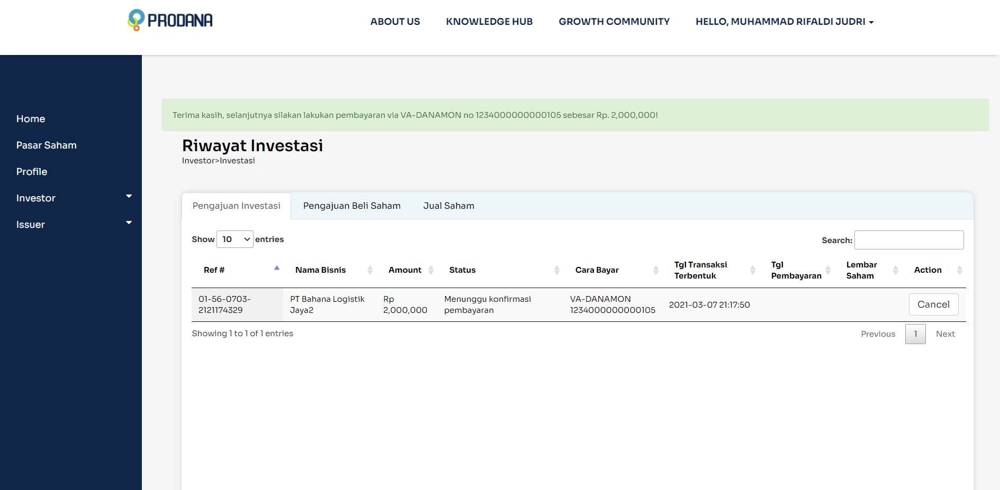 PRODANA
ABOUT US
KNOWLEDGE HUB
GROWTH COMMUNITY
HELLO, MUHAMMAD RIFALDI JUDRI
Home
Pasar Saham
Profile
Investor
Issuer
Terima kasih, selanjutnya silakan lakukan pembayaran via VA-DANAMON no 1234000000000105 sebesar Rp. 2,000,000!
Riwayat Investasi
Investor>Investasi
Pengajuan Investasi
Pengajuan Beli Saham
Jual Saham
Show 10 entries
Search:
Ref #
Nama Bisnis
Amount
Status
Cara Bayar
Tgl Transaksi
Terbentuk
Tgl
Pembayaran
Lembar
Saham
Action
01-56-0703-
2121174329
PT Bahana Logistik
Jaya2
Rp
2,000,000
Menunggu konfirmasi
pembayaran
VA-DANAMON
1234000000000105
2021-03-07 21:17:50
Cancel
Showing 1 to 1 of 1 entries
Previous
1
Next